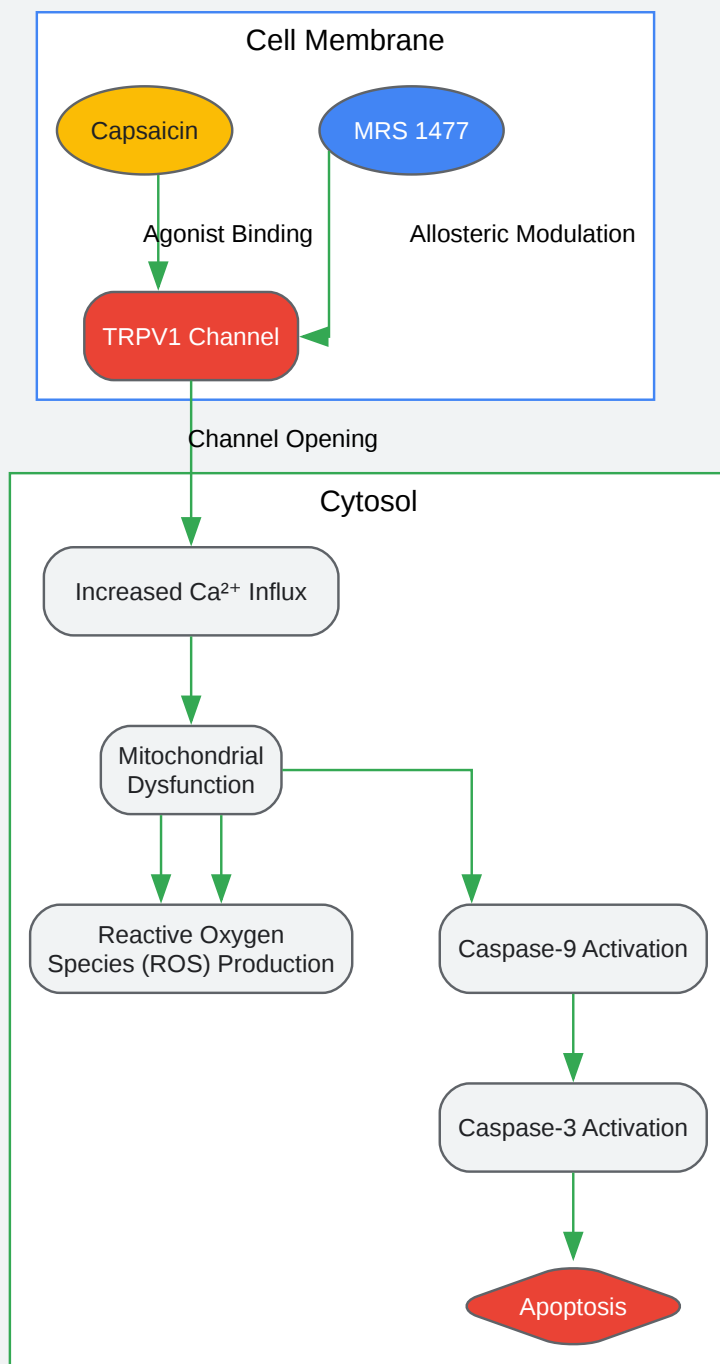 Cell Membrane
Capsaicin
MRS 1477
Agonist Binding
Allosteric Modulation
TRPV1 Channel
Channel Opening
Cytosol
Increased Ca²⁺ Influx
Mitochondrial
Dysfunction
Reactive Oxygen
Species (ROS) Production
Caspase-9 Activation
Caspase-3 Activation
Apoptosis